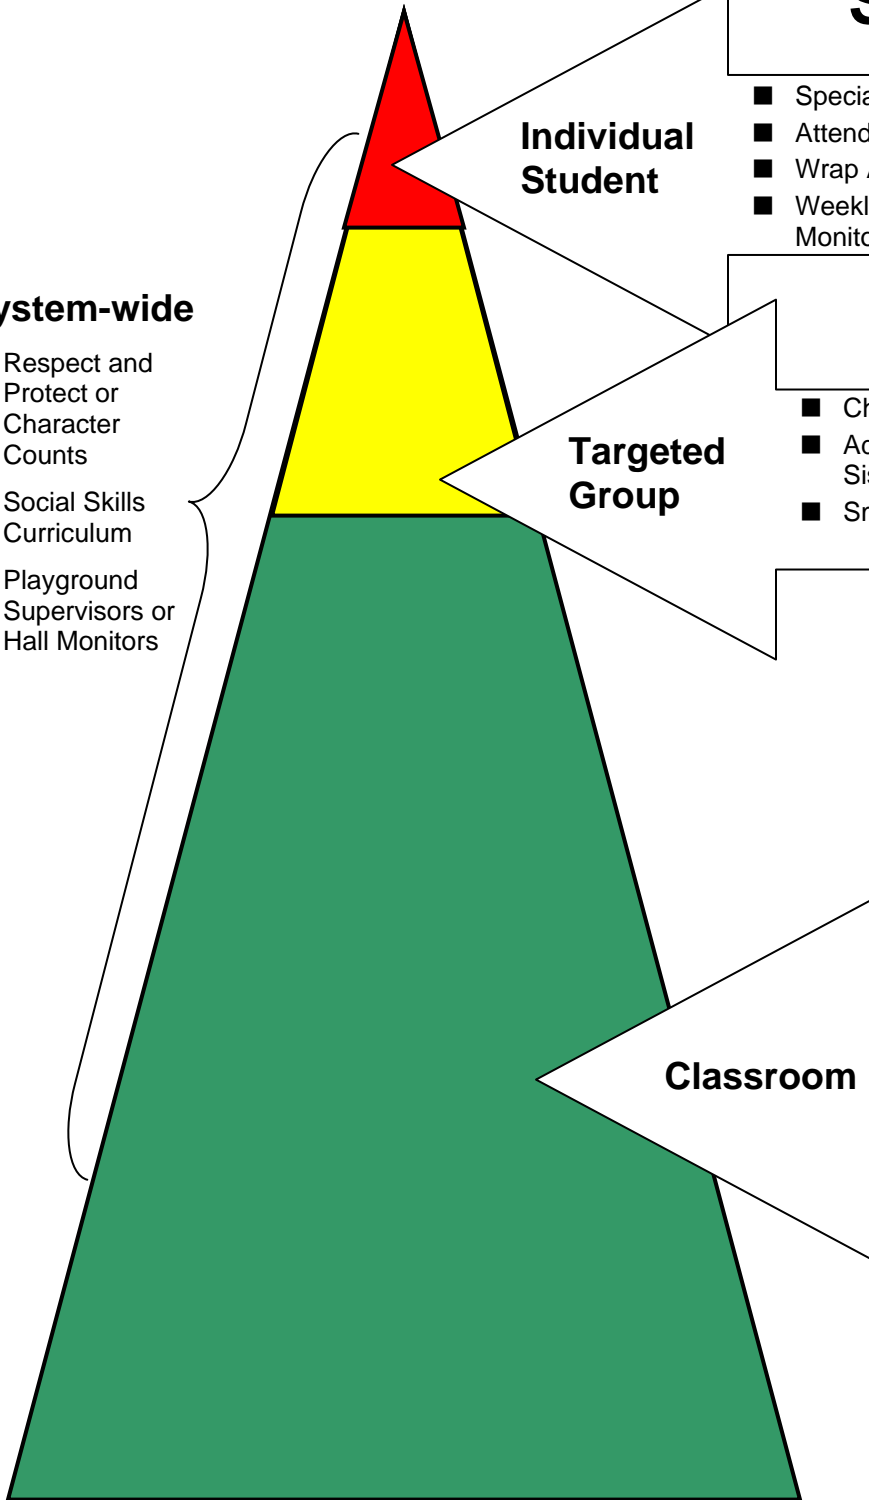 Individual
Student
Wrap
ystem-wide
Respect and
Protect or
Character
Counts
Social Skills
Curriculum
Playground
Supervisors or
Hall Monitors
Targeted
Group
Classroom